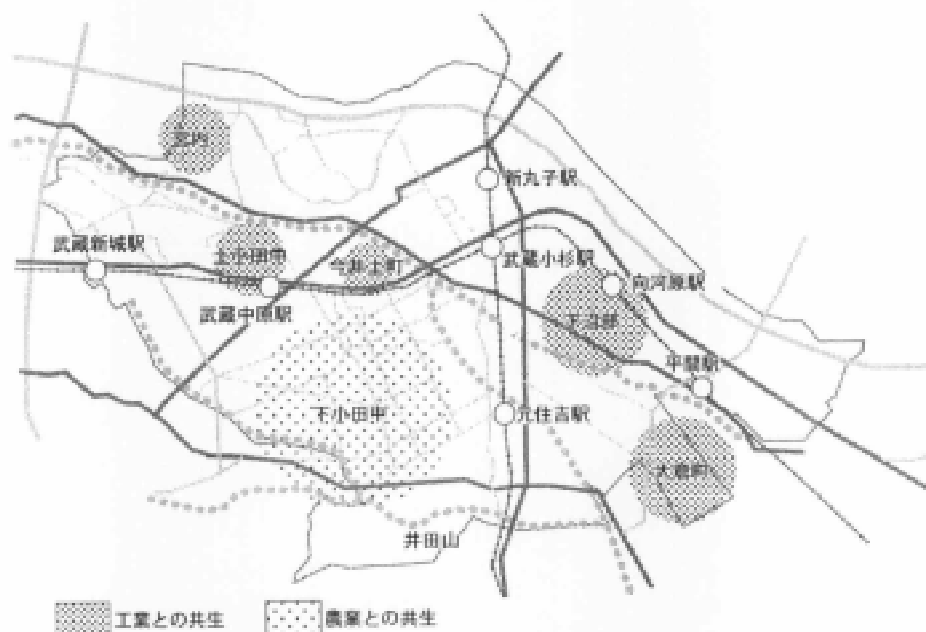 宮内
新丸子駅
武蔵新城駅
上小田中
今井上町
武蔵小杉駅
向河原駅
武蔵中原駅
下沼部
平間駅
下小田中
元住吉駅
大倉町
井田山
工業との共生
農業との共生